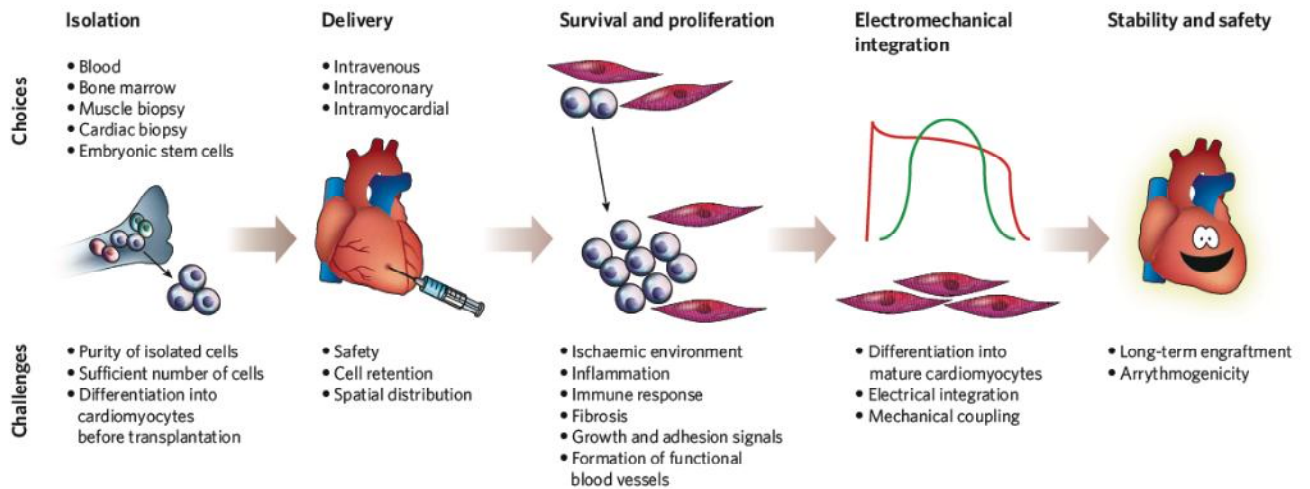 Isolation
Delivery
Survival and proliferation
Electromechanical
integration
Stability and safety
Choices
• Blood
• Bone marrow
• Muscle biopsy
• Cardiac biopsy
• Embryonic stem cells
• Intravenous
• Intracoronary
• Intramyocardial
Challenges
• Purity of isolated cells
• Sufficient number of cells
• Differentiation into
cardiomyocytes
before transplantation
• Safety
• Cell retention
• Spatial distribution
• Ischaemic environment
• Inflammation
• Immune response
• Fibrosis
• Growth and adhesion signals
• Formation of functional
blood vessels
• Differentiation into
mature cardiomyocytes
• Electrical integration
• Mechanical coupling
• Long-term engraftment
• Arrythmogenicity